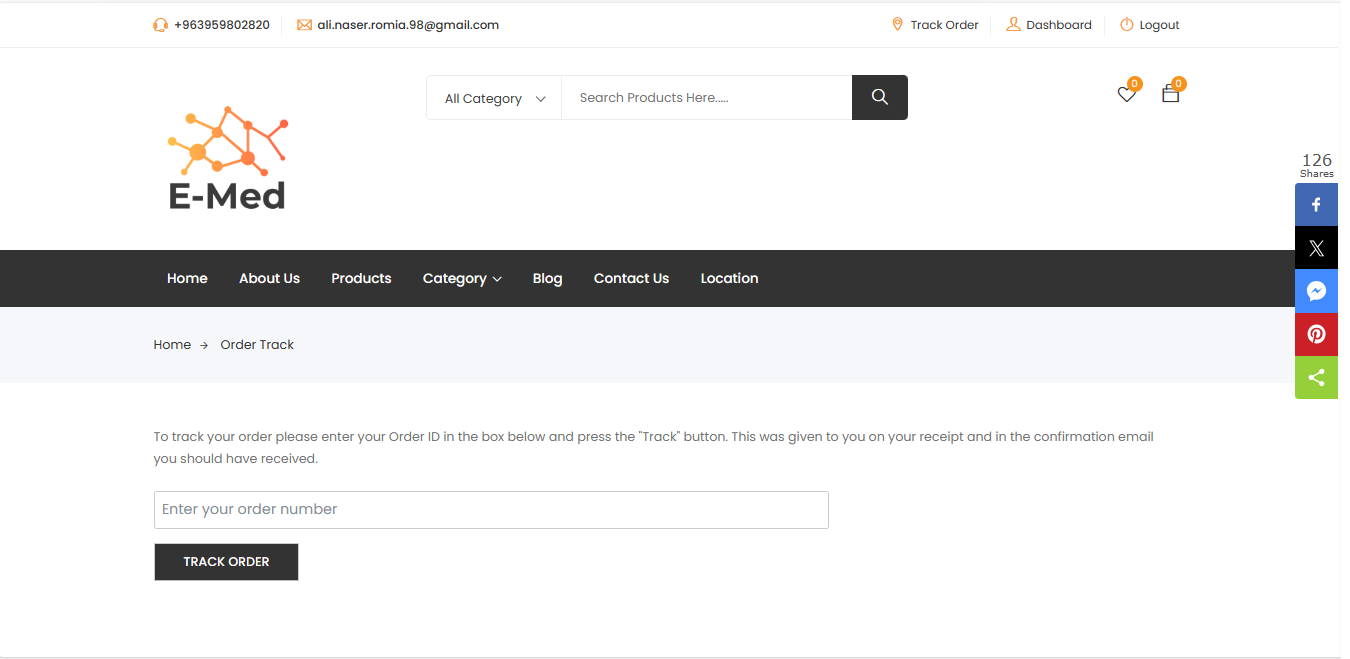 +963959802820 ali.naser.romia.98@gmail.com Track Order Dashboard Logout
All Category Search Products Here..... 0 0
E-Med
126
Shares
Home About Us Products Category Blog Contact Us Location
Home → Order Track
To track your order please enter your Order ID in the box below and press the "Track" button. This was given to you on your receipt and in the confirmation email
you should have received.
Enter your order number
TRACK ORDER